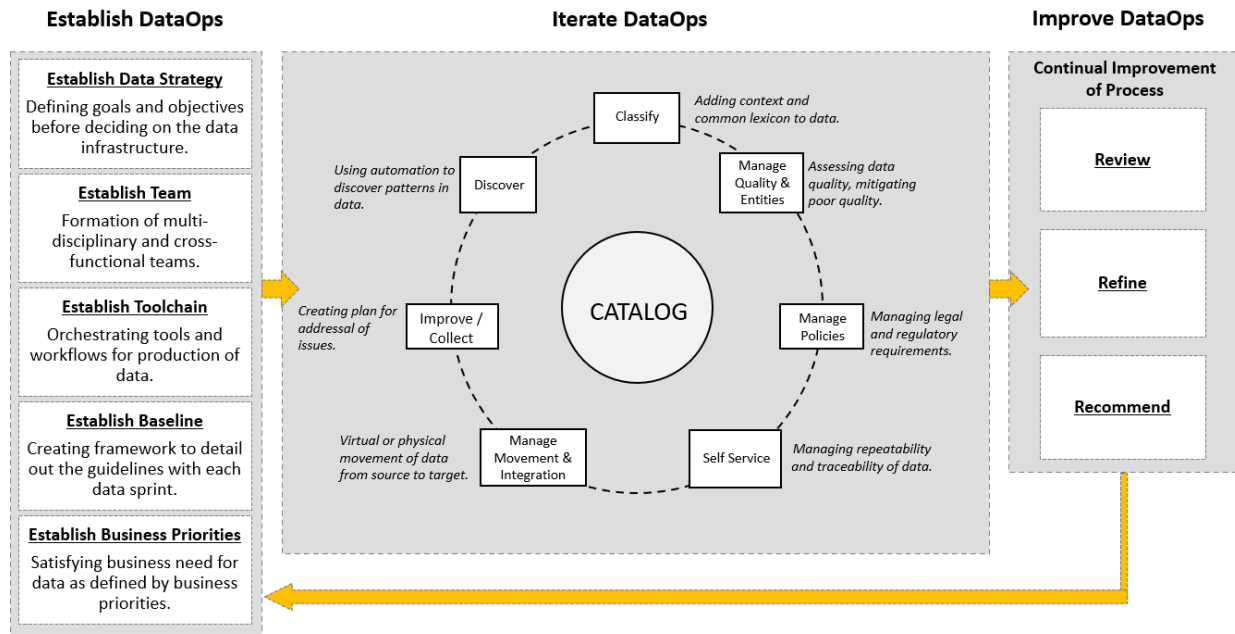 Establish DataOps
Establish Data Strategy
Defining goals and objectives
before deciding on the data
infrastructure.
Establish Team
Formation of multi-
disciplinary and cross-
functional teams.
Establish Toolchain
Orchestrating tools and
workflows for production of
data.
Establish Baseline
Creating framework to detail
out the guidelines with each
data sprint.
Establish Business Priorities
Satisfying business need for
data as defined by business
priorities.
Iterate DataOps
Classify
Adding context and
common lexicon to data.
Using automation to
discover patterns in
data.
Discover
Manage
Quality &
Entities
Assessing data
quality, mitigating
poor quality.
CATALOG
Creating plan for
addressal of
issues.
Improve /
Collect
Manage
Policies
Managing legal
and regulatory
requirements.
Virtual or physical
movement of data
from source to target.
Manage
Movement &
Integration
Self Service
Managing repeatability
and traceability of data.
Improve DataOps
Continual Improvement
of Process
Review
Refine
Recommend